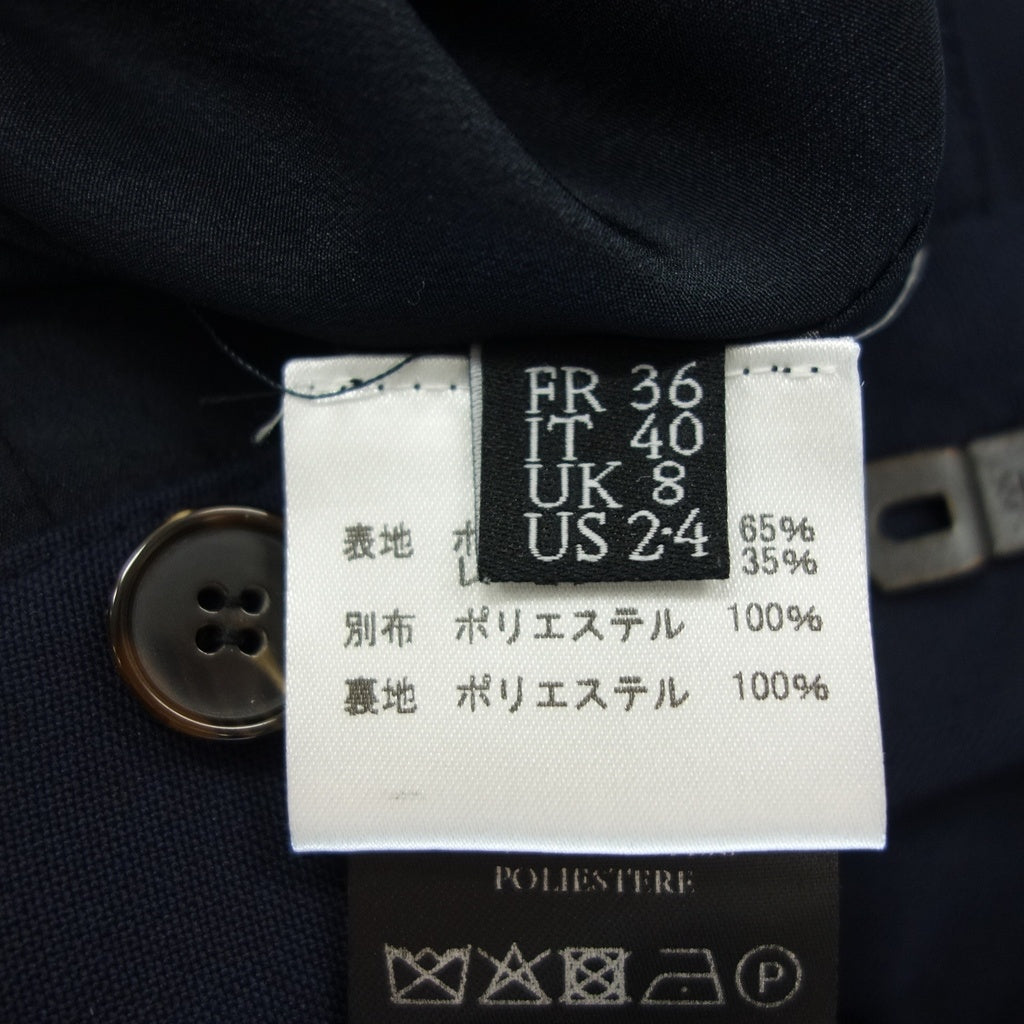 FR 36
IT 40
UK 8
US 2-4
表地 65%
35%
別布 ポリエステル 100%
裏地 ポリエステル 100%
POLIESTERE
P